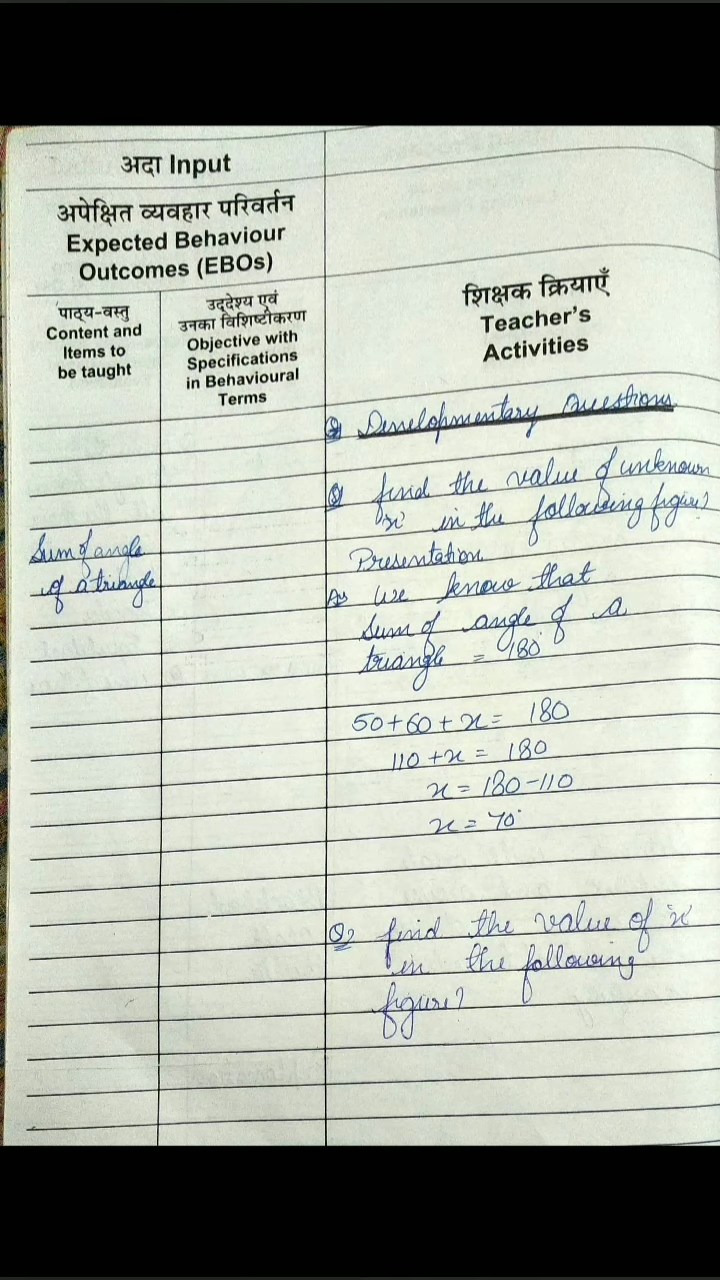 अदा Input
अपेक्षित व्यवहार परिवर्तन
Expected Behaviour
Outcomes (EBOs)
पाठ्य-वस्तु
Content and
Items to
be taught
उद्देश्य एवं
उनका विशिष्टीकरण
Objective with
Specifications
in Behavioural
Terms
शिक्षक क्रियाएँ
Teacher's
Activities
Developmentary Questions
Q find the value of unknown
'x' in the following figure?
Sum of angle
of a triangle
Presentation
As we know that
Sum of angle of a
triangle = 180°
50+60+x= 180
110+x = 180
x = 180-110
x = 70°
Q2 find the value of 'x'
in the following
figure?